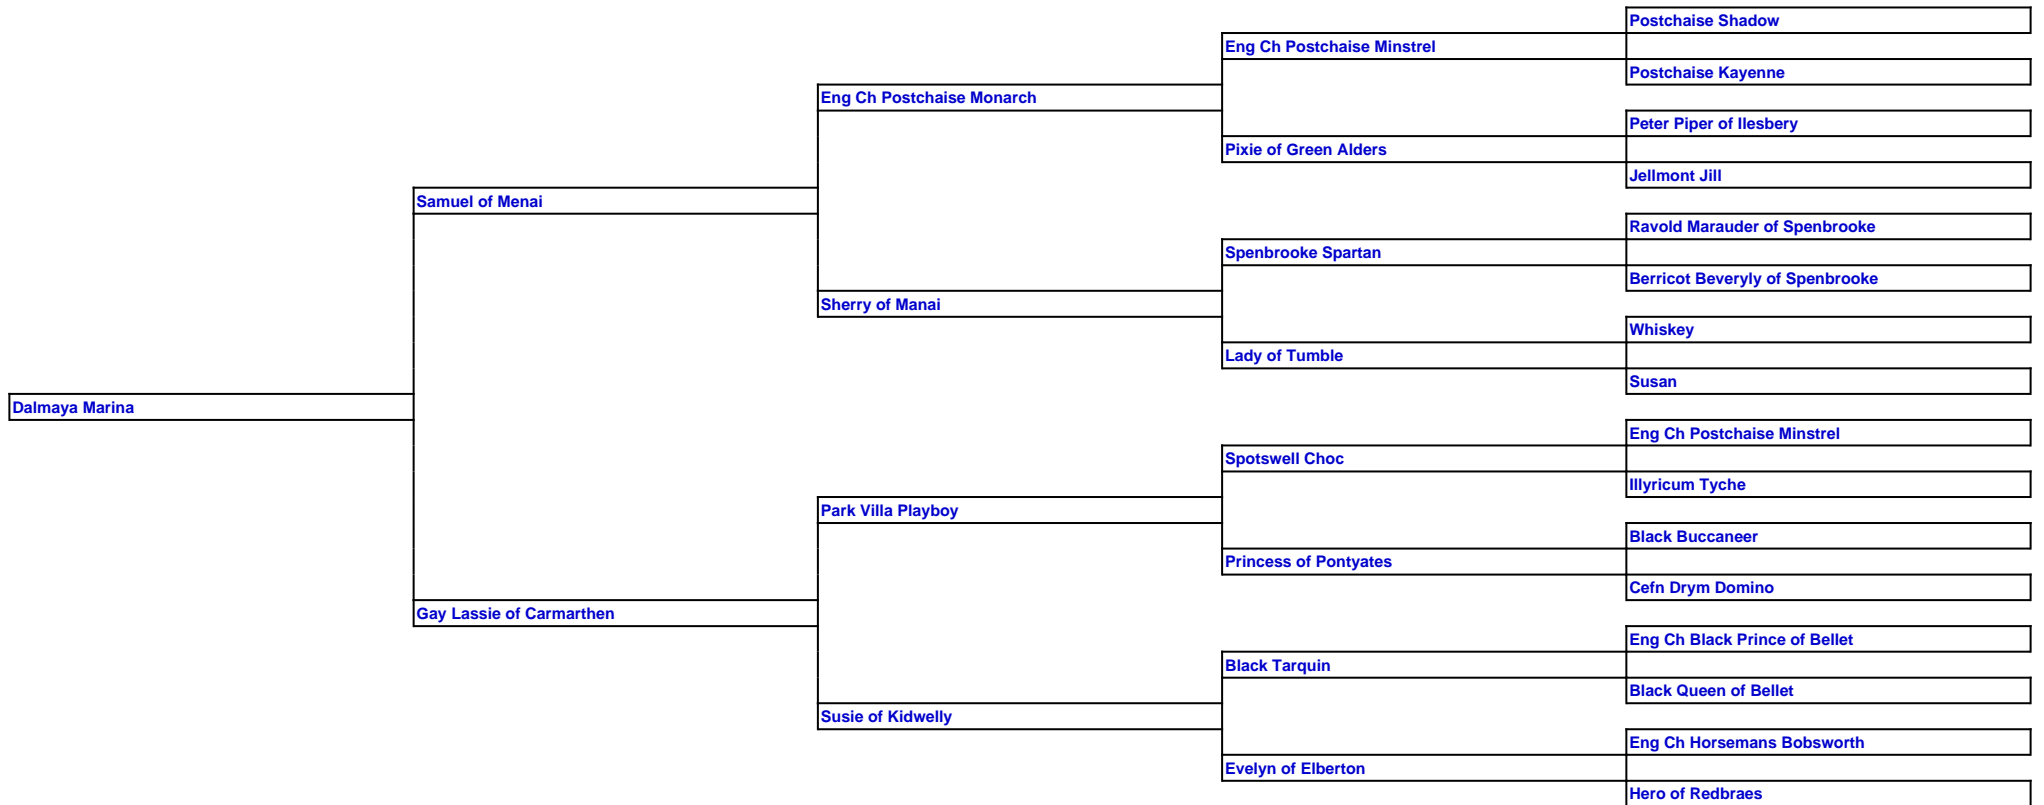 Postchaise Shadow
Eng Ch Postchaise Minstrel
Postchaise Kayenne
Eng Ch Postchaise Monarch
Peter Piper of Ilesbery
Pixie of Green Alders
Jellmont Jill
Samuel of Menai
Ravold Marauder of Spenbrooke
Spenbrooke Spartan
Berricot Beveryly of Spenbrooke
Sherry of Manai
Whiskey
Lady of Tumble
Susan
Dalmaya Marina
Eng Ch Postchaise Minstrel
Spotswell Choc
Illyricum Tyche
Park Villa Playboy
Black Buccaneer
Princess of Pontyates
Cefn Drym Domino
Gay Lassie of Carmarthen
Eng Ch Black Prince of Bellet
Black Tarquin
Black Queen of Bellet
Susie of Kidwelly
Eng Ch Horsemans Bobsworth
Evelyn of Elberton
Hero of Redbraes